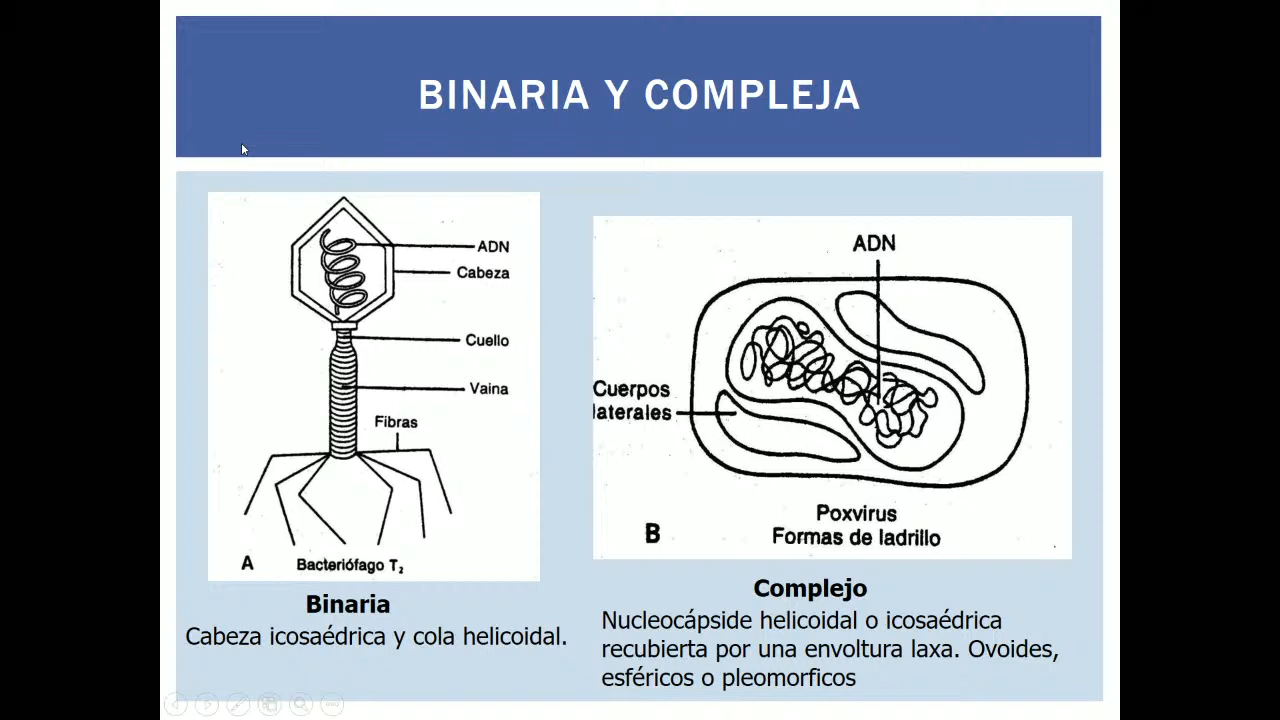 BINARIA Y COMPLEJA
ADN
Cabeza
Cuello
Vaina
Fibras
A
Bacteriófago T₂
Binaria
Cabeza icosaédrica y cola helicoidal.
ADN
Cuerpos
laterales
Poxvirus
B
Formas de ladrillo
Complejo
Nucleocápside helicoidal o icosaédrica
recubierta por una envoltura laxa. Ovoides,
esféricos o pleomorficos